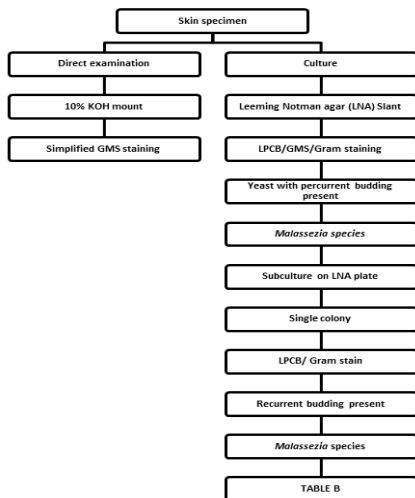 Skin specimen
Direct examination
10% KOH mount
Simplified GMS staining
Culture
Leeming Notman agar (LNA) Slant
LPCB/GMS/Gram staining
Yeast with percurrent budding
present
Malassezia species
Subculture on LNA plate
Single colony
LPCB/ Gram stain
Recurrent budding present
Malassezia species
TABLE B